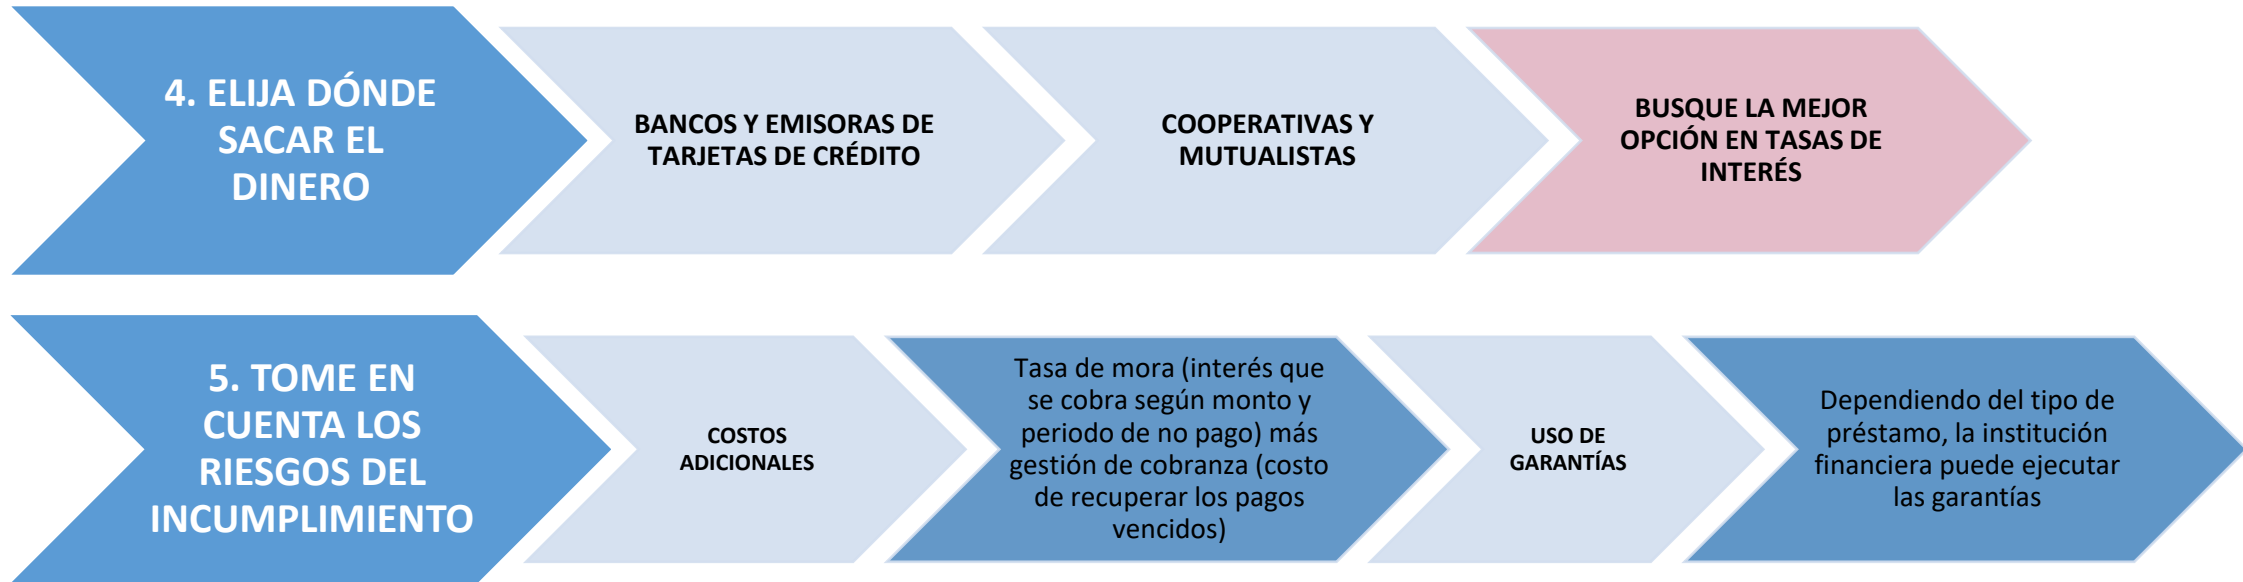 4. ELIJA DÓNDE
SACAR EL
DINERO
BANCOS Y EMISORAS DE
TARJETAS DE CRÉDITO
COOPERATIVAS Y
MUTUALISTAS
BUSQUE LA MEJOR
OPCIÓN EN TASAS DE
INTERÉS
5. TOME EN
CUENTA LOS
RIESGOS DEL
INCUMPLIMIENTO
COSTOS
ADICIONALES
Tasa de mora (interés que
se cobra según monto y
periodo de no pago) más
gestión de cobranza (costo
de recuperar los pagos
vencidos)
USO DE
GARANTÍAS
Dependiendo del tipo de
préstamo, la institución
financiera puede ejecutar
las garantías